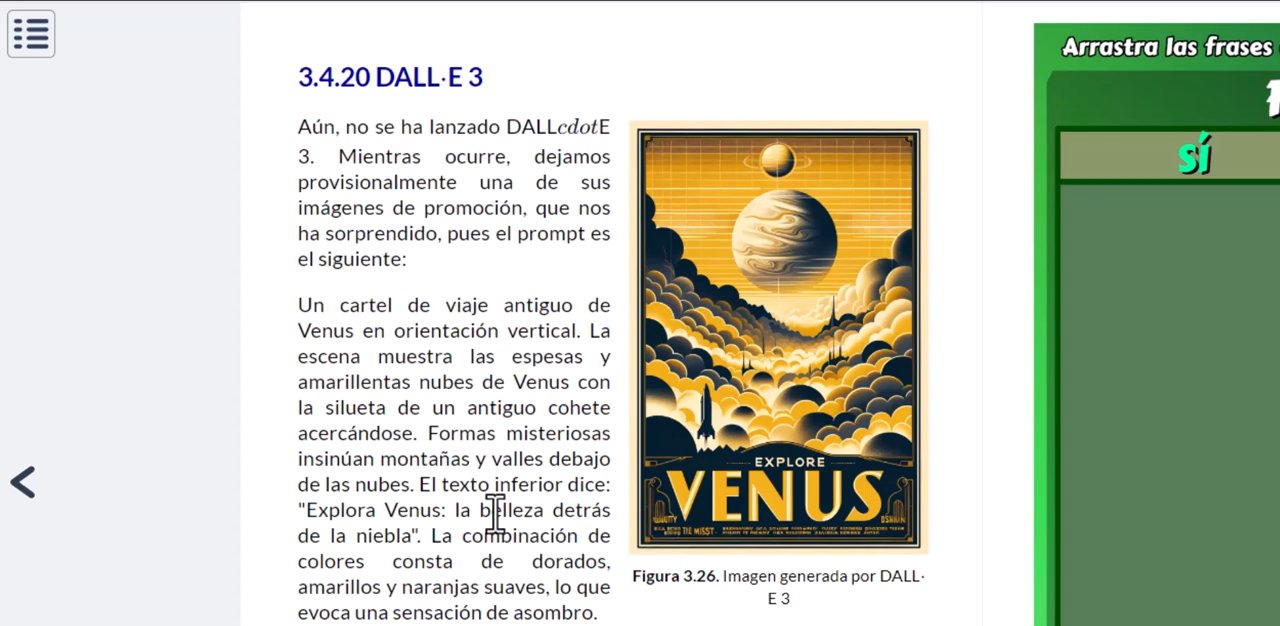 3.4.20 DALL·E 3
Aún, no se ha lanzado DALLcdotE
3. Mientras ocurre, dejamos
provisionalmente una de sus
imágenes de promoción, que nos
ha sorprendido, pues el prompt es
el siguiente:
Un cartel de viaje antiguo de
Venus en orientación vertical. La
escena muestra las espesas y
amarillentas nubes de Venus con
la silueta de un antiguo cohete
acercándose. Formas misteriosas
insinúan montañas y valles debajo
de las nubes. El texto inferior dice:
"Explora Venus: la belleza detrás
de la niebla". La combinación de
colores consta de dorados,
amarillos y naranjas suaves, lo que
evoca una sensación de asombro.
EXPLORE
VENUS
THE MISST
Figura 3.26. Imagen generada por DALL·
E 3
Arrastra las frases
SÍ